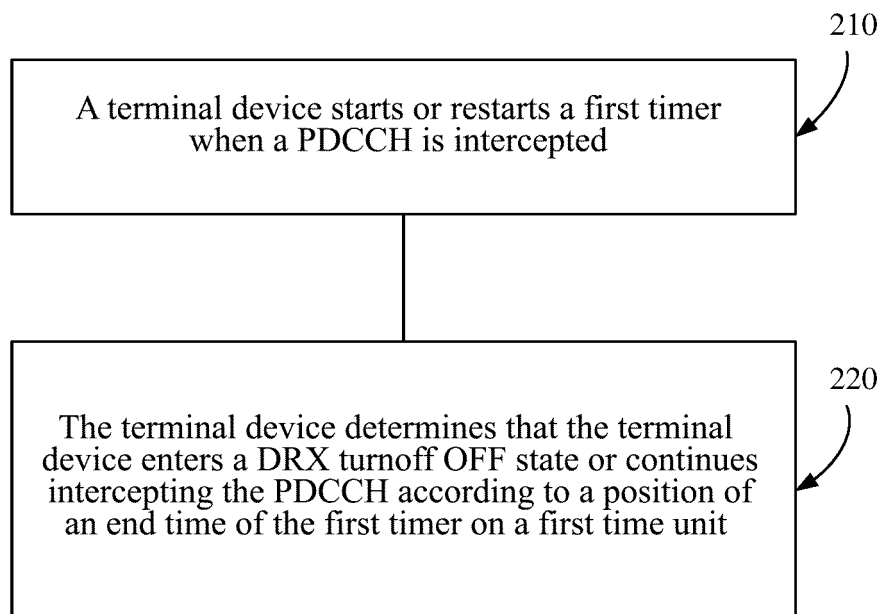 210
A terminal device starts or restarts a first timer
when a PDCCH is intercepted
220
The terminal device determines that the terminal
device enters a DRX turnoff OFF state or continues
intercepting the PDCCH according to a position of
an end time of the first timer on a first time unit